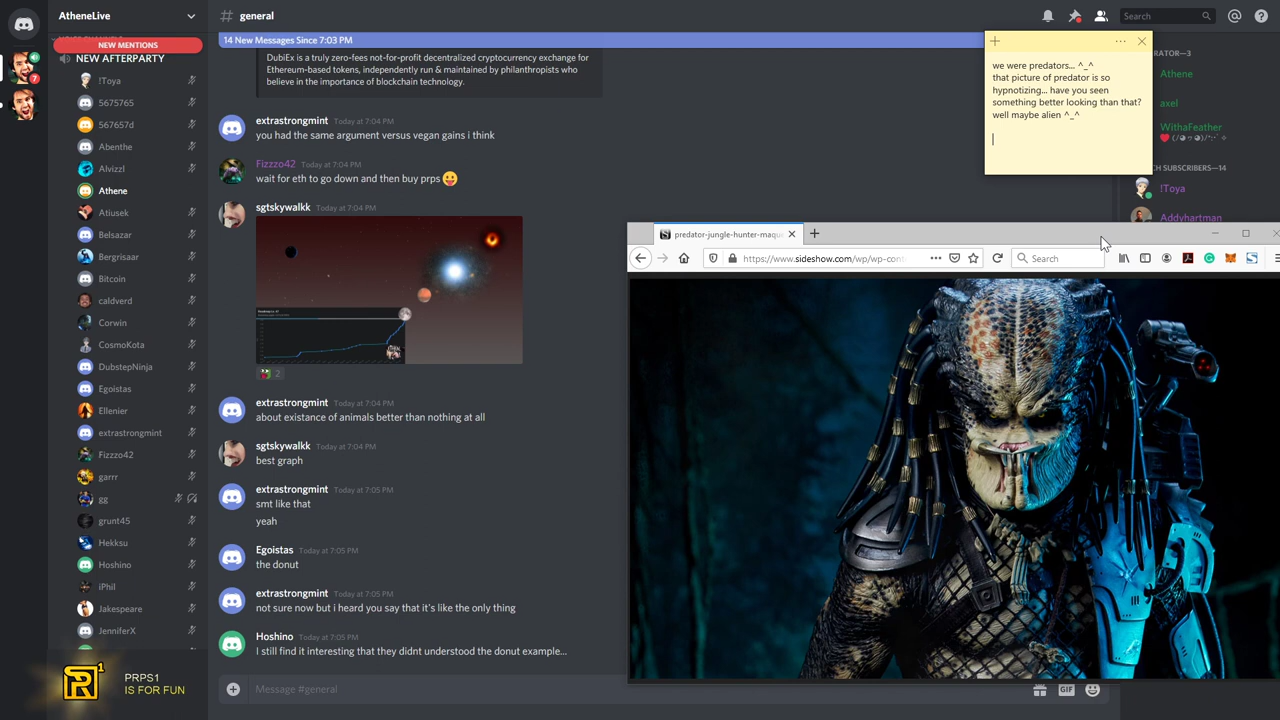 AtheneLive
NEW MENTIONS
NEW AFTERPARTY
!Toya
5675765
567657d
Abenthe
Alvizzl
Athene
Atiusek
Belsazar
Bergrisaar
Bitcoin
caldverd
Corwin
CosmoKota
DubstepNinja
Egoistas
Ellenier
extrastrongmint
Fizzzo42
garrr
gg
grunt45
Hekksu
Hoshino
iPhil
Jakespeare
JenniferX
7
PRPS1
IS FOR FUN
# general
14 New Messages Since 7:03 PM
DubiEx is a truly zero-fees not-for-profit decentralized cryptocurrency exchange for
Ethereum-based tokens, independently run & maintained by philanthropists who
believe in the importance of blockchain technology.
extrastrongmint Today at 7:04 PM
you had the same argument versus vegan gains i think
Fizzzo42 Today at 7:04 PM
wait for eth to go down and then buy prps
sgtskywalkk Today at 7:04 PM
2
extrastrongmint Today at 7:04 PM
about existance of animals better than nothing at all
sgtskywalkk Today at 7:04 PM
best graph
extrastrongmint Today at 7:05 PM
smt like that
yeah
Egoistas Today at 7:05 PM
the donut
extrastrongmint Today at 7:05 PM
not sure now but i heard you say that it's like the only thing
Hoshino Today at 7:05 PM
I still find it interesting that they didnt understood the donut example...
Message #general
GIF
Search
we were predators... ^_^
that picture of predator is so
hypnotizing... have you seen
something better looking than that?
well maybe alien ^_^
RATOR—3
Athene
axel
WithaFeather
CH SUBSCRIBERS—14
!Toya
Addyhartman
predator-jungle-hunter-maque
https://www.sideshow.com/wp/wp-cont
Search